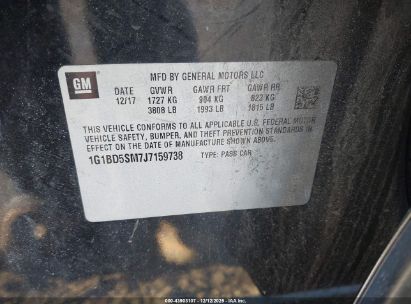 GM
MFD BY GENERAL MOTORS LLC
DATE GVWR GAWR FRT GAWR RR
12/17 1727 KG 904 KG 823 KG
3808 LB 1993 LB 1815 LB
THIS VEHICLE CONFORMS TO ALL APPLICABLE U.S. FEDERAL MOTOR
VEHICLE SAFETY, BUMPER, AND THEFT PREVENTION STANDARDS IN
EFFECT ON THE DATE OF MANUFACTURE SHOWN ABOVE.
1G1BD5SM7J7159738 TYPE: PASS CAR